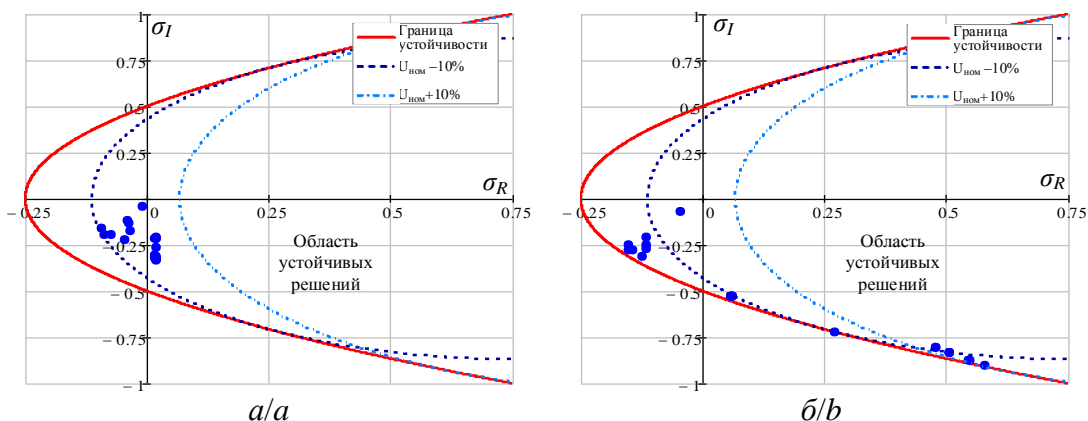 σI
1
0.75
0.5
0.25
Граница
устойчивости
Uном −10%
Uном+10%
σR
− 0.25
0
0.25
0.5
0.75
− 0.25
− 0.5
− 0.75
− 1
Область
устойчивых
решений
а/a
σI
1
0.75
0.5
0.25
Граница
устойчивости
Uном −10%
Uном+10%
σR
− 0.25
0
0.25
0.5
0.75
− 0.25
− 0.5
− 0.75
− 1
Область
устойчивых
решений
б/b